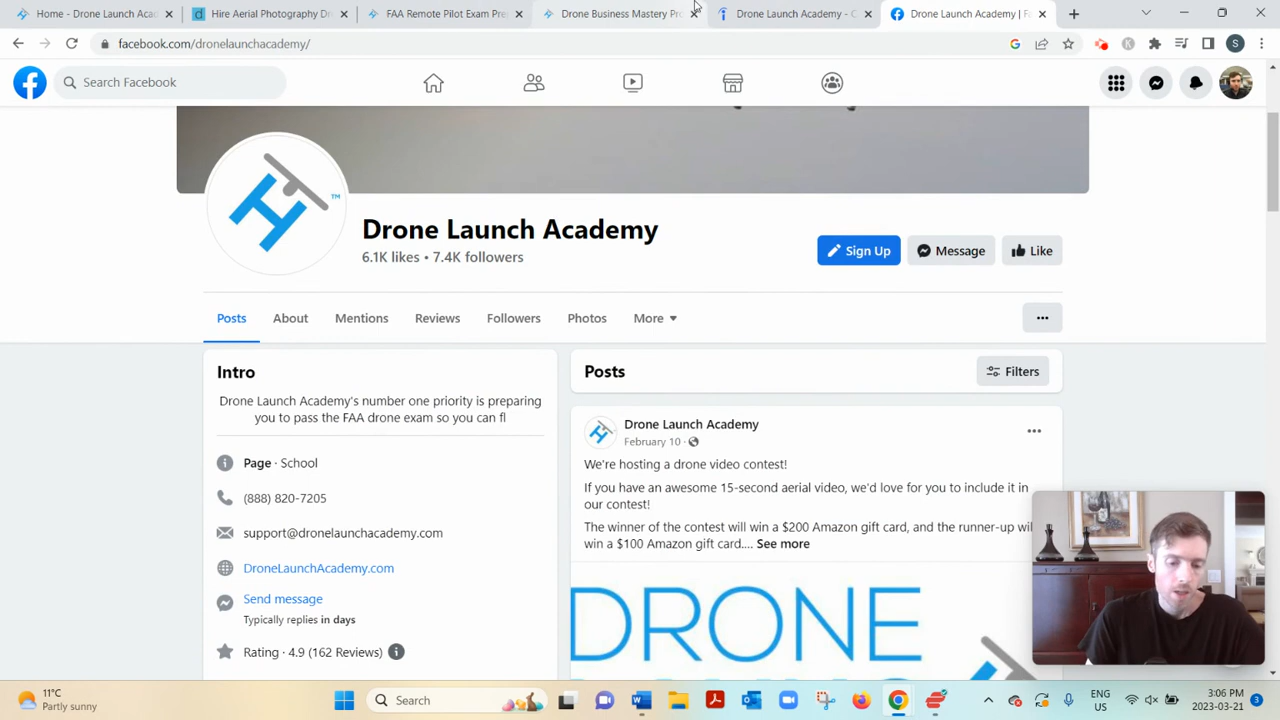 Home - Drone Launch Acad
Hire Aerial Photography Dr
FAA Remote Pilot Exam Pre
Drone Business Mastery Pre
Drone Launch Academy - C
Drone Launch Academy | Fa
facebook.com/dronelaunchacademy/
S
Search Facebook
TM
Drone Launch Academy
6.1K likes • 7.4K followers
Sign Up
Message
Like
Posts
About
Mentions
Reviews
Followers
Photos
More
Intro
Drone Launch Academy's number one priority is preparing
you to pass the FAA drone exam so you can fl
Page · School
(888) 820-7205
support@dronelaunchacademy.com
DroneLaunchAcademy.com
Send message
Typically replies in days
Rating · 4.9 (162 Reviews)
Posts
Filters
Drone Launch Academy
February 10 ·
We're hosting a drone video contest!
If you have an awesome 15-second aerial video, we'd love for you to include it in
our contest!
The winner of the contest will win a $200 Amazon gift card, and the runner-up wil
win a $100 Amazon gift card.... See more
DRONE
11°C
Partly sunny
Search
ENG
US
3:06 PM
2023-03-21
3